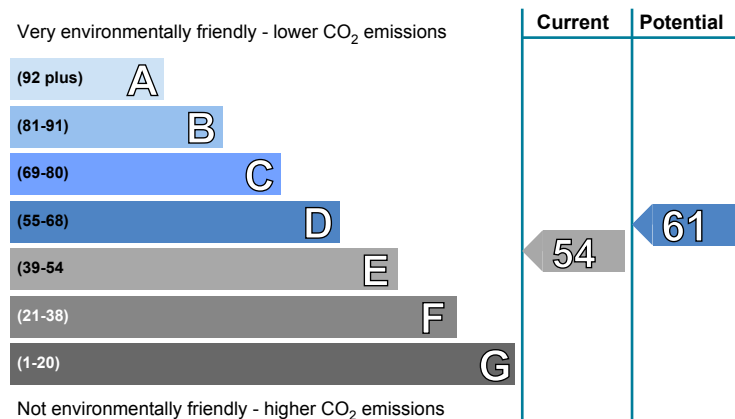 Very environmentally friendly - lower CO2 emissions
Current
Potential
(92 plus) A
(81-91) B
(69-80) C
(55-68) D
(39-54 E
(21-38) F
(1-20) G
54
61
Not environmentally friendly - higher CO2 emissions